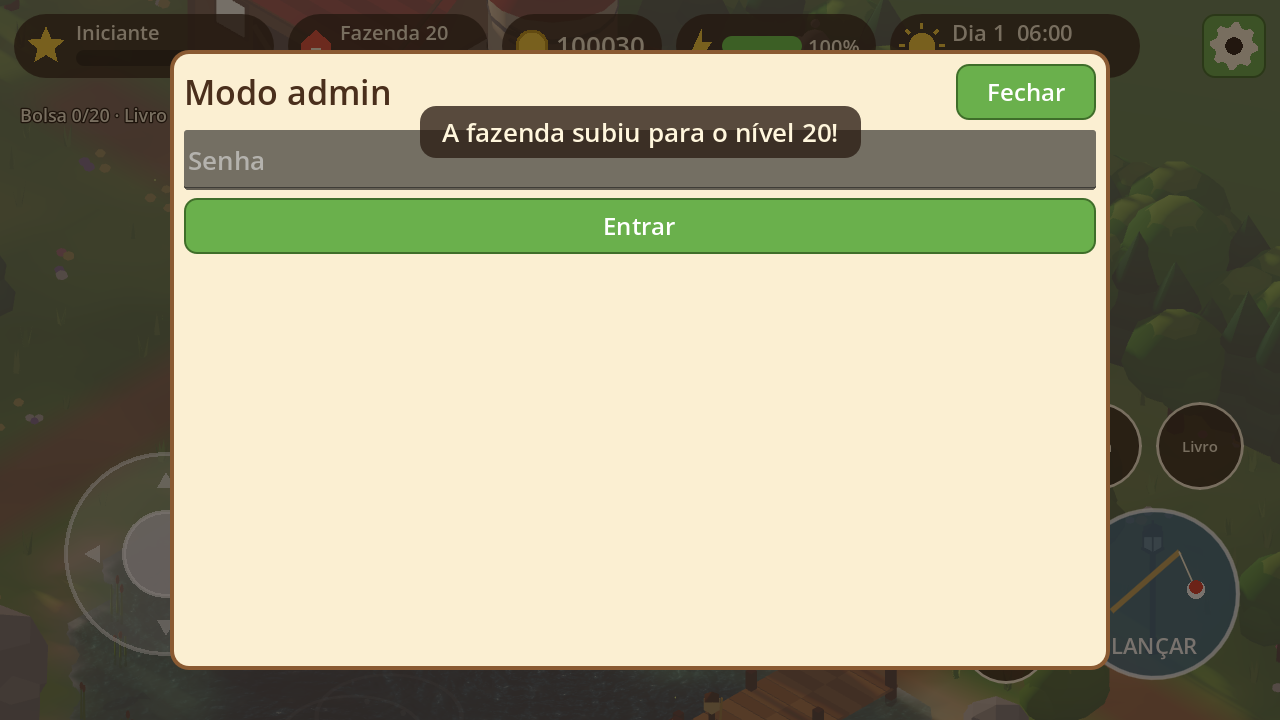 Iniciante
Fazenda 20
100030
100%
Dia 1 06:00
Bolsa 0/20 · Livro
Modo admin
Fechar
A fazenda subiu para o nível 20!
Senha
Entrar
Livro
LANÇAR